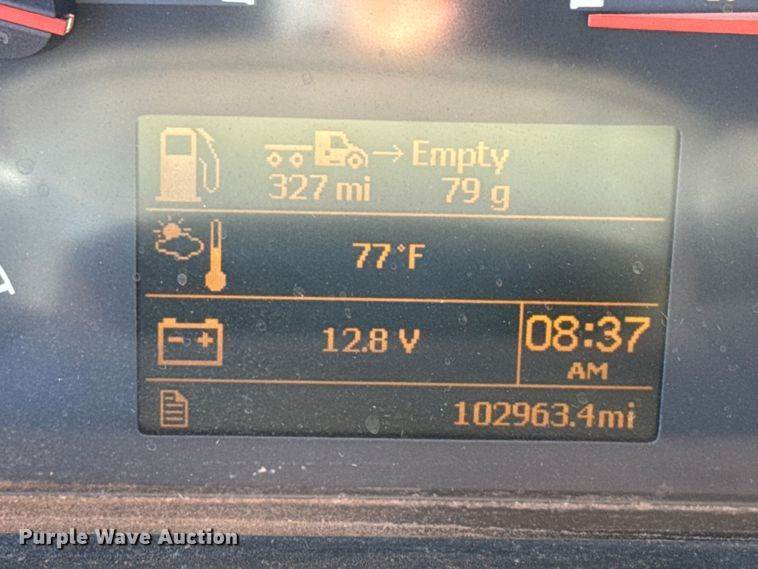 Empty
327 mi 79 g
77°F
12.8 V
08:37
AM
102963.4mi
Purple Wave Auction